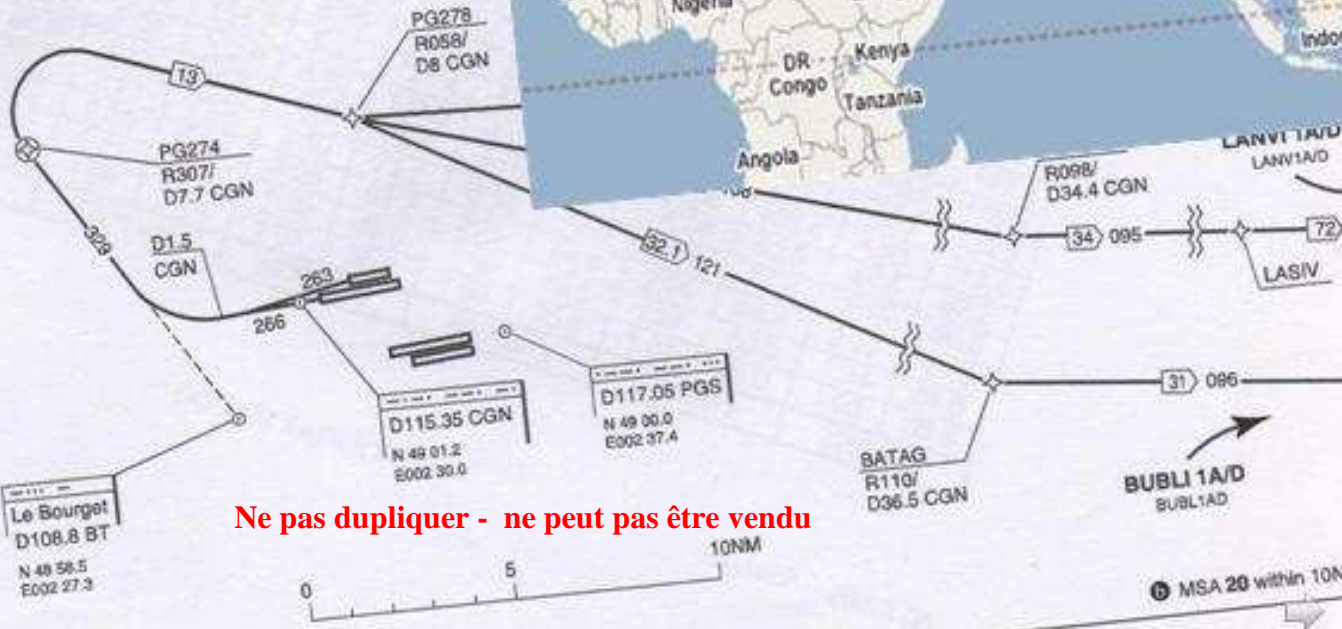 PG278
R058/
D8 CGN
Nigeria
DR
Congo
Kenya
Tanzania
Angola
13
PG274
R307/
D7.7 CGN
329
D1.5
CGN
263
266
32.1 121
R098/
D34.4 CGN
LANVI 1A/D
LANV1A/D
34 095
72
LASIV
D115.35 CGN
N 49 01.2
E002 30.0
D117.05 PGS
N 49 00.0
E002 37.4
BATAG
R110/
D36.5 CGN
31 096
BUBLI 1A/D
BUBL1AD
Le Bourget
D108.8 BT
N 48 58.5
E002 27.3
Ne pas dupliquer - ne peut pas être vendu
0
5
10NM
b MSA 20 within 10N